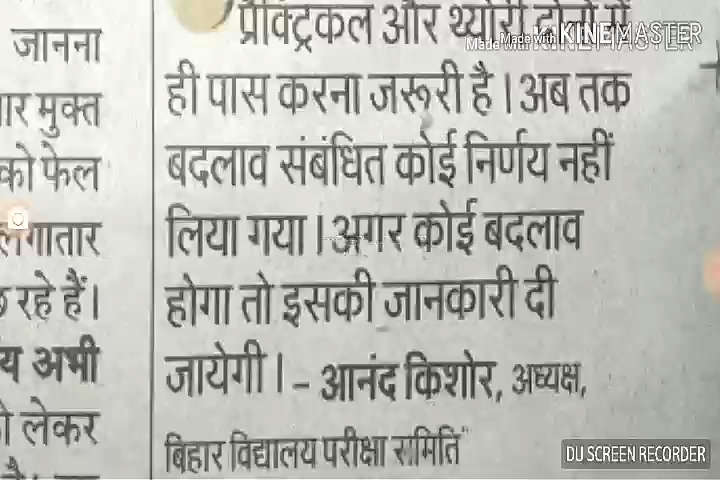 जानना
मुक्त
को फेल
लगातार
रहे हैं।
अभी
लेकर
प्रैक्ट्रिकल और थ्योरी दोनों में
ही पास करना जरूरी है। अब तक
बदलाव संबंधित कोई निर्णय नहीं
लिया गया। अगर कोई बदलाव
होगा तो इसकी जानकारी दी
जायेगी। - आनंद किशोर, अध्यक्ष,
बिहार विद्यालय परीक्षा समिति
Made with KINEMASTER
DU SCREEN RECORDER